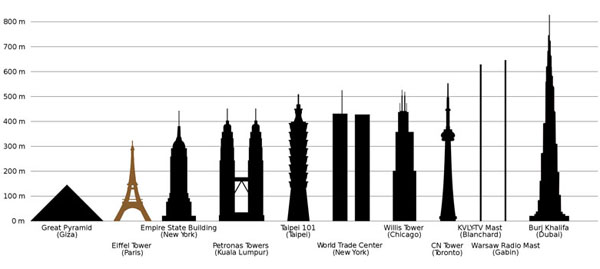 800 m
700 m
600 m
500 m
400 m
300 m
200 m
100 m
0 m
Great Pyramid
(Giza)
Eiffel Tower
(Paris)
Empire State Building
(New York)
Petronas Towers
(Kuala Lumpur)
Taipei 101
(Taipei)
World Trade Center
(New York)
Willis Tower
(Chicago)
CN Tower
(Toronto)
KVLYTV Mast
(Blanchard)
Warsaw Radio Mast
(Gabin)
Burj Khalifa
(Dubai)